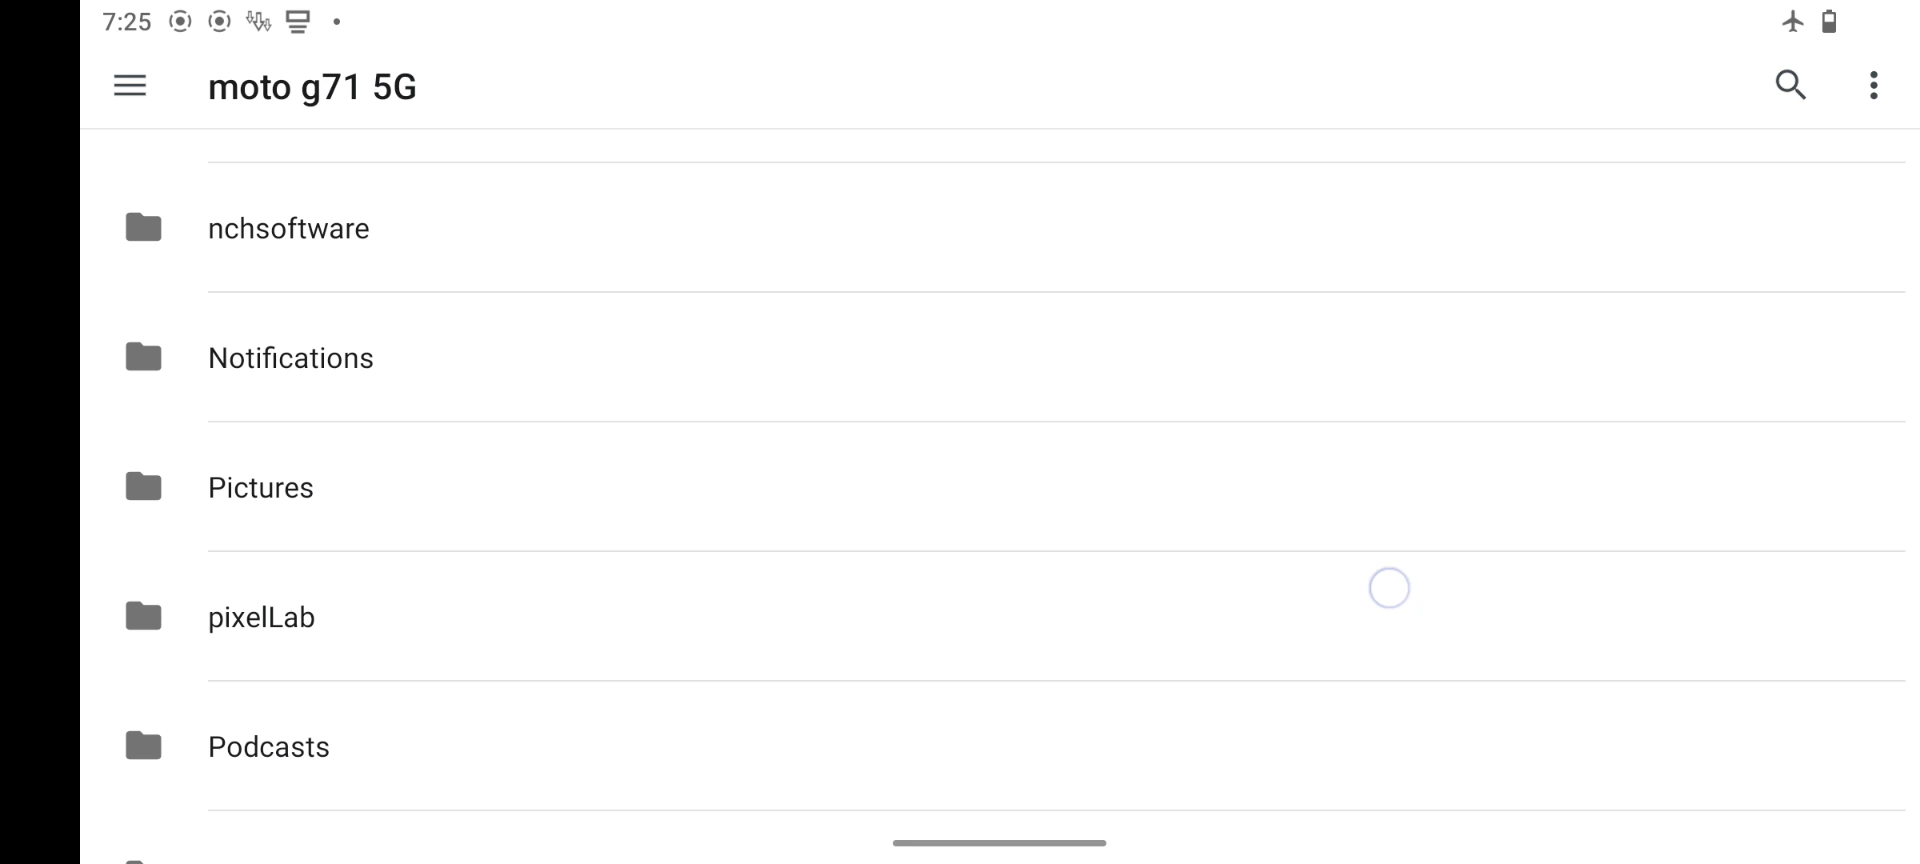 7:25
moto g71 5G
nchsoftware
Notifications
Pictures
pixelLab
Podcasts